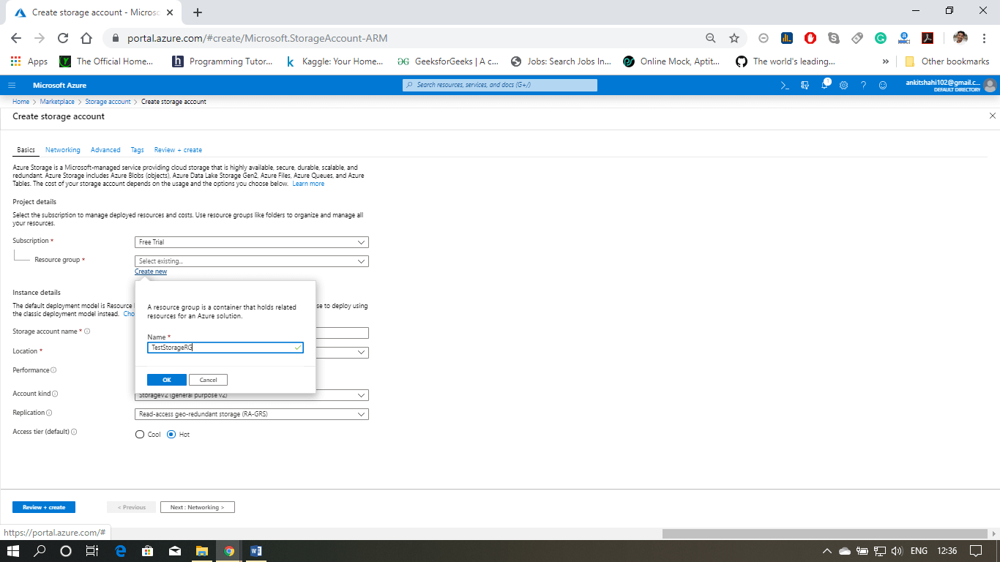 Create storage account - Microsc
portal.azure.com/#create/Microsoft.StorageAccount-ARM
Apps The Official Home... Programming Tutor... Kaggle: Your Home... GeeksforGeeks | A c... Jobs: Search Jobs In... Online Mock, Aptit... The world's leading... » Other bookmarks
Microsoft Azure Search resources, services, and docs (G+/) 1 ankitshahi102@gmail.c...
DEFAULT DIRECTORY
Home > Marketplace > Storage account > Create storage account
Create storage account
Basics Networking Advanced Tags Review + create
Azure Storage is a Microsoft-managed service providing cloud storage that is highly available, secure, durable, scalable, and
redundant. Azure Storage includes Azure Blobs (objects), Azure Data Lake Storage Gen2, Azure Files, Azure Queues, and Azure
Tables. The cost of your storage account depends on the usage and the options you choose below. Learn more
Project details
Select the subscription to manage deployed resources and costs. Use resource groups like folders to organize and manage all
your resources.
Subscription * Free Trial
Resource group * Select existing...
Create new
A resource group is a container that holds related
resources for an Azure solution.
Name *
TestStorageRG
OK Cancel
Instance details
The default deployment model is Resource se to deploy using
the classic deployment model instead. Cho
Storage account name *
Location *
Performance
Account kind StorageV2 (general purpose v2)
Replication Read-access geo-redundant storage (RA-GRS)
Access tier (default) Cool Hot
Review + create < Previous Next : Networking >
https://portal.azure.com/#
ENG 12:36